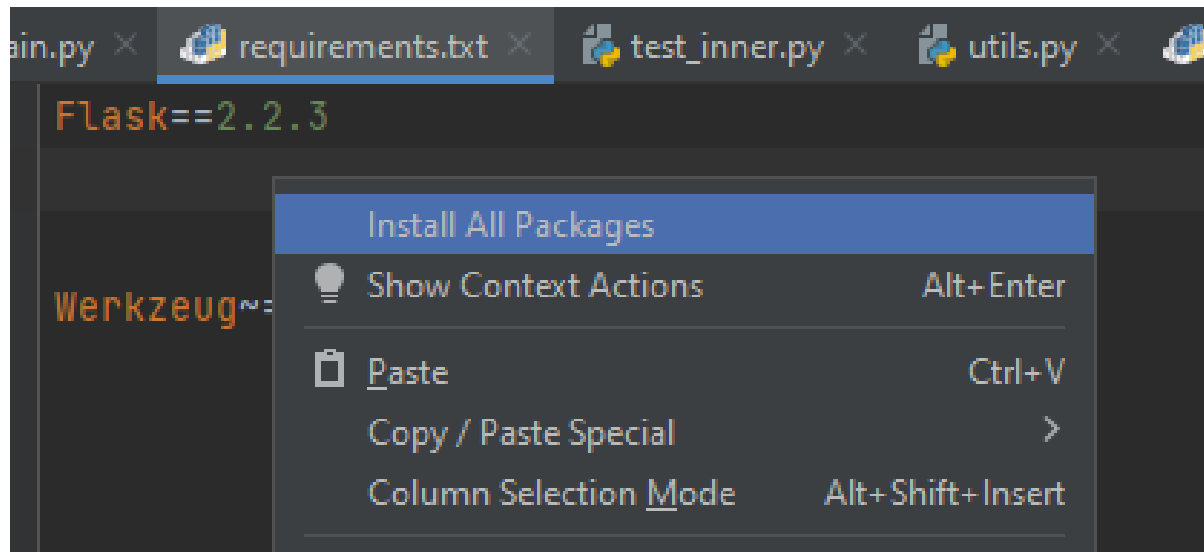 ain.py requirements.txt test_inner.py utils.py
Flask==2.2.3
Install All Packages
Show Context Actions Alt+Enter
Werkzeug~=
Paste Ctrl+V
Copy / Paste Special
Column Selection Mode Alt+Shift+Insert